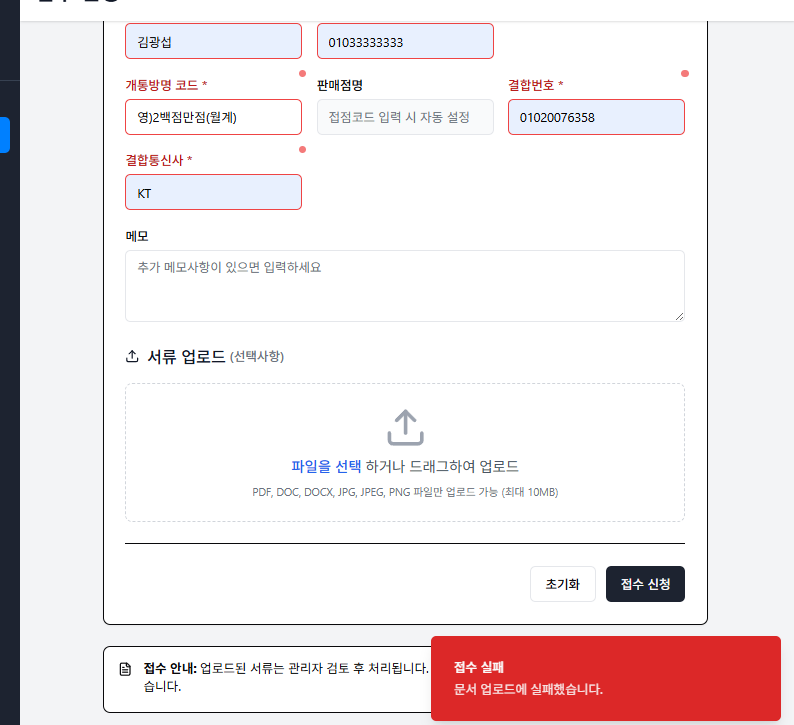 김광섭 01033333333
개통방명 코드 * 판매점명 결합번호 *
영)2백점만점(월계) 접점코드 입력 시 자동 설정 01020076358
결합통신사 *
KT
메모
추가 메모사항이 있으면 입력하세요
서류 업로드 (선택사항)
파일을 선택 하거나 드래그하여 업로드
PDF, DOC, DOCX, JPG, JPEG, PNG 파일만 업로드 가능 (최대 10MB)
초기화 접수 신청
접수 안내: 업로드된 서류는 관리자 검토 후 처리됩니다.
습니다.
접수 실패
문서 업로드에 실패했습니다.